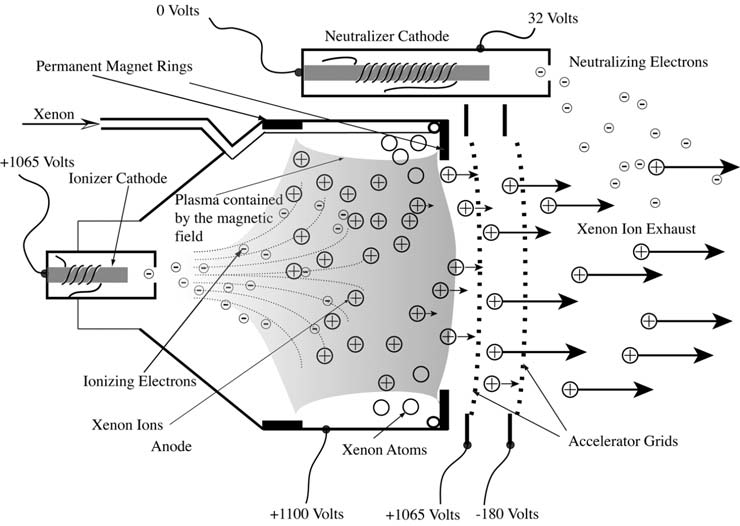 0 Volts
32 Volts
Neutralizer Cathode
Neutralizing Electrons
Permanent Magnet Rings
Xenon
+1065 Volts
Ionizer Cathode
Plasma contained
by the magnetic
field
Xenon Ion Exhaust
Ionizing Electrons
Xenon Ions
Anode
Xenon Atoms
Accelerator Grids
+1100 Volts
+1065 Volts
-180 Volts